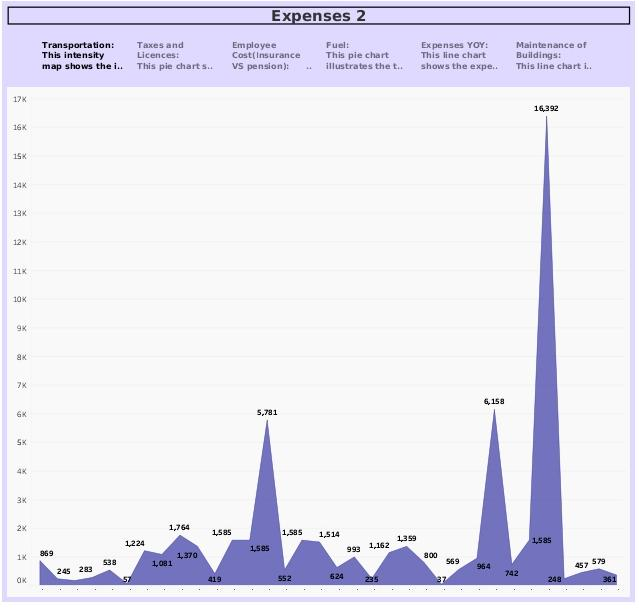 Expenses 2
Transportation:
This intensity
map shows the i..
Taxes and
Licences:
This pie chart s..
Employee
Cost(Insurance
VS pension): ..
Fuel:
This pie chart
illustrates the t..
Expenses YOY:
This line chart
shows the expe..
Maintenance of
Buildings:
This line chart i..
17K
16K
15K
14K
13K
12K
11K
10K
9K
8K
7K
6K
5K
4K
3K
2K
1K
0K
869
245
283
538
57
1,224
1,081
1,764
1,370
419
1,585
1,585
5,781
552
1,585
1,514
624
993
235
1,162
1,359
800
37
569
964
6,158
742
1,585
16,392
248
457
579
361